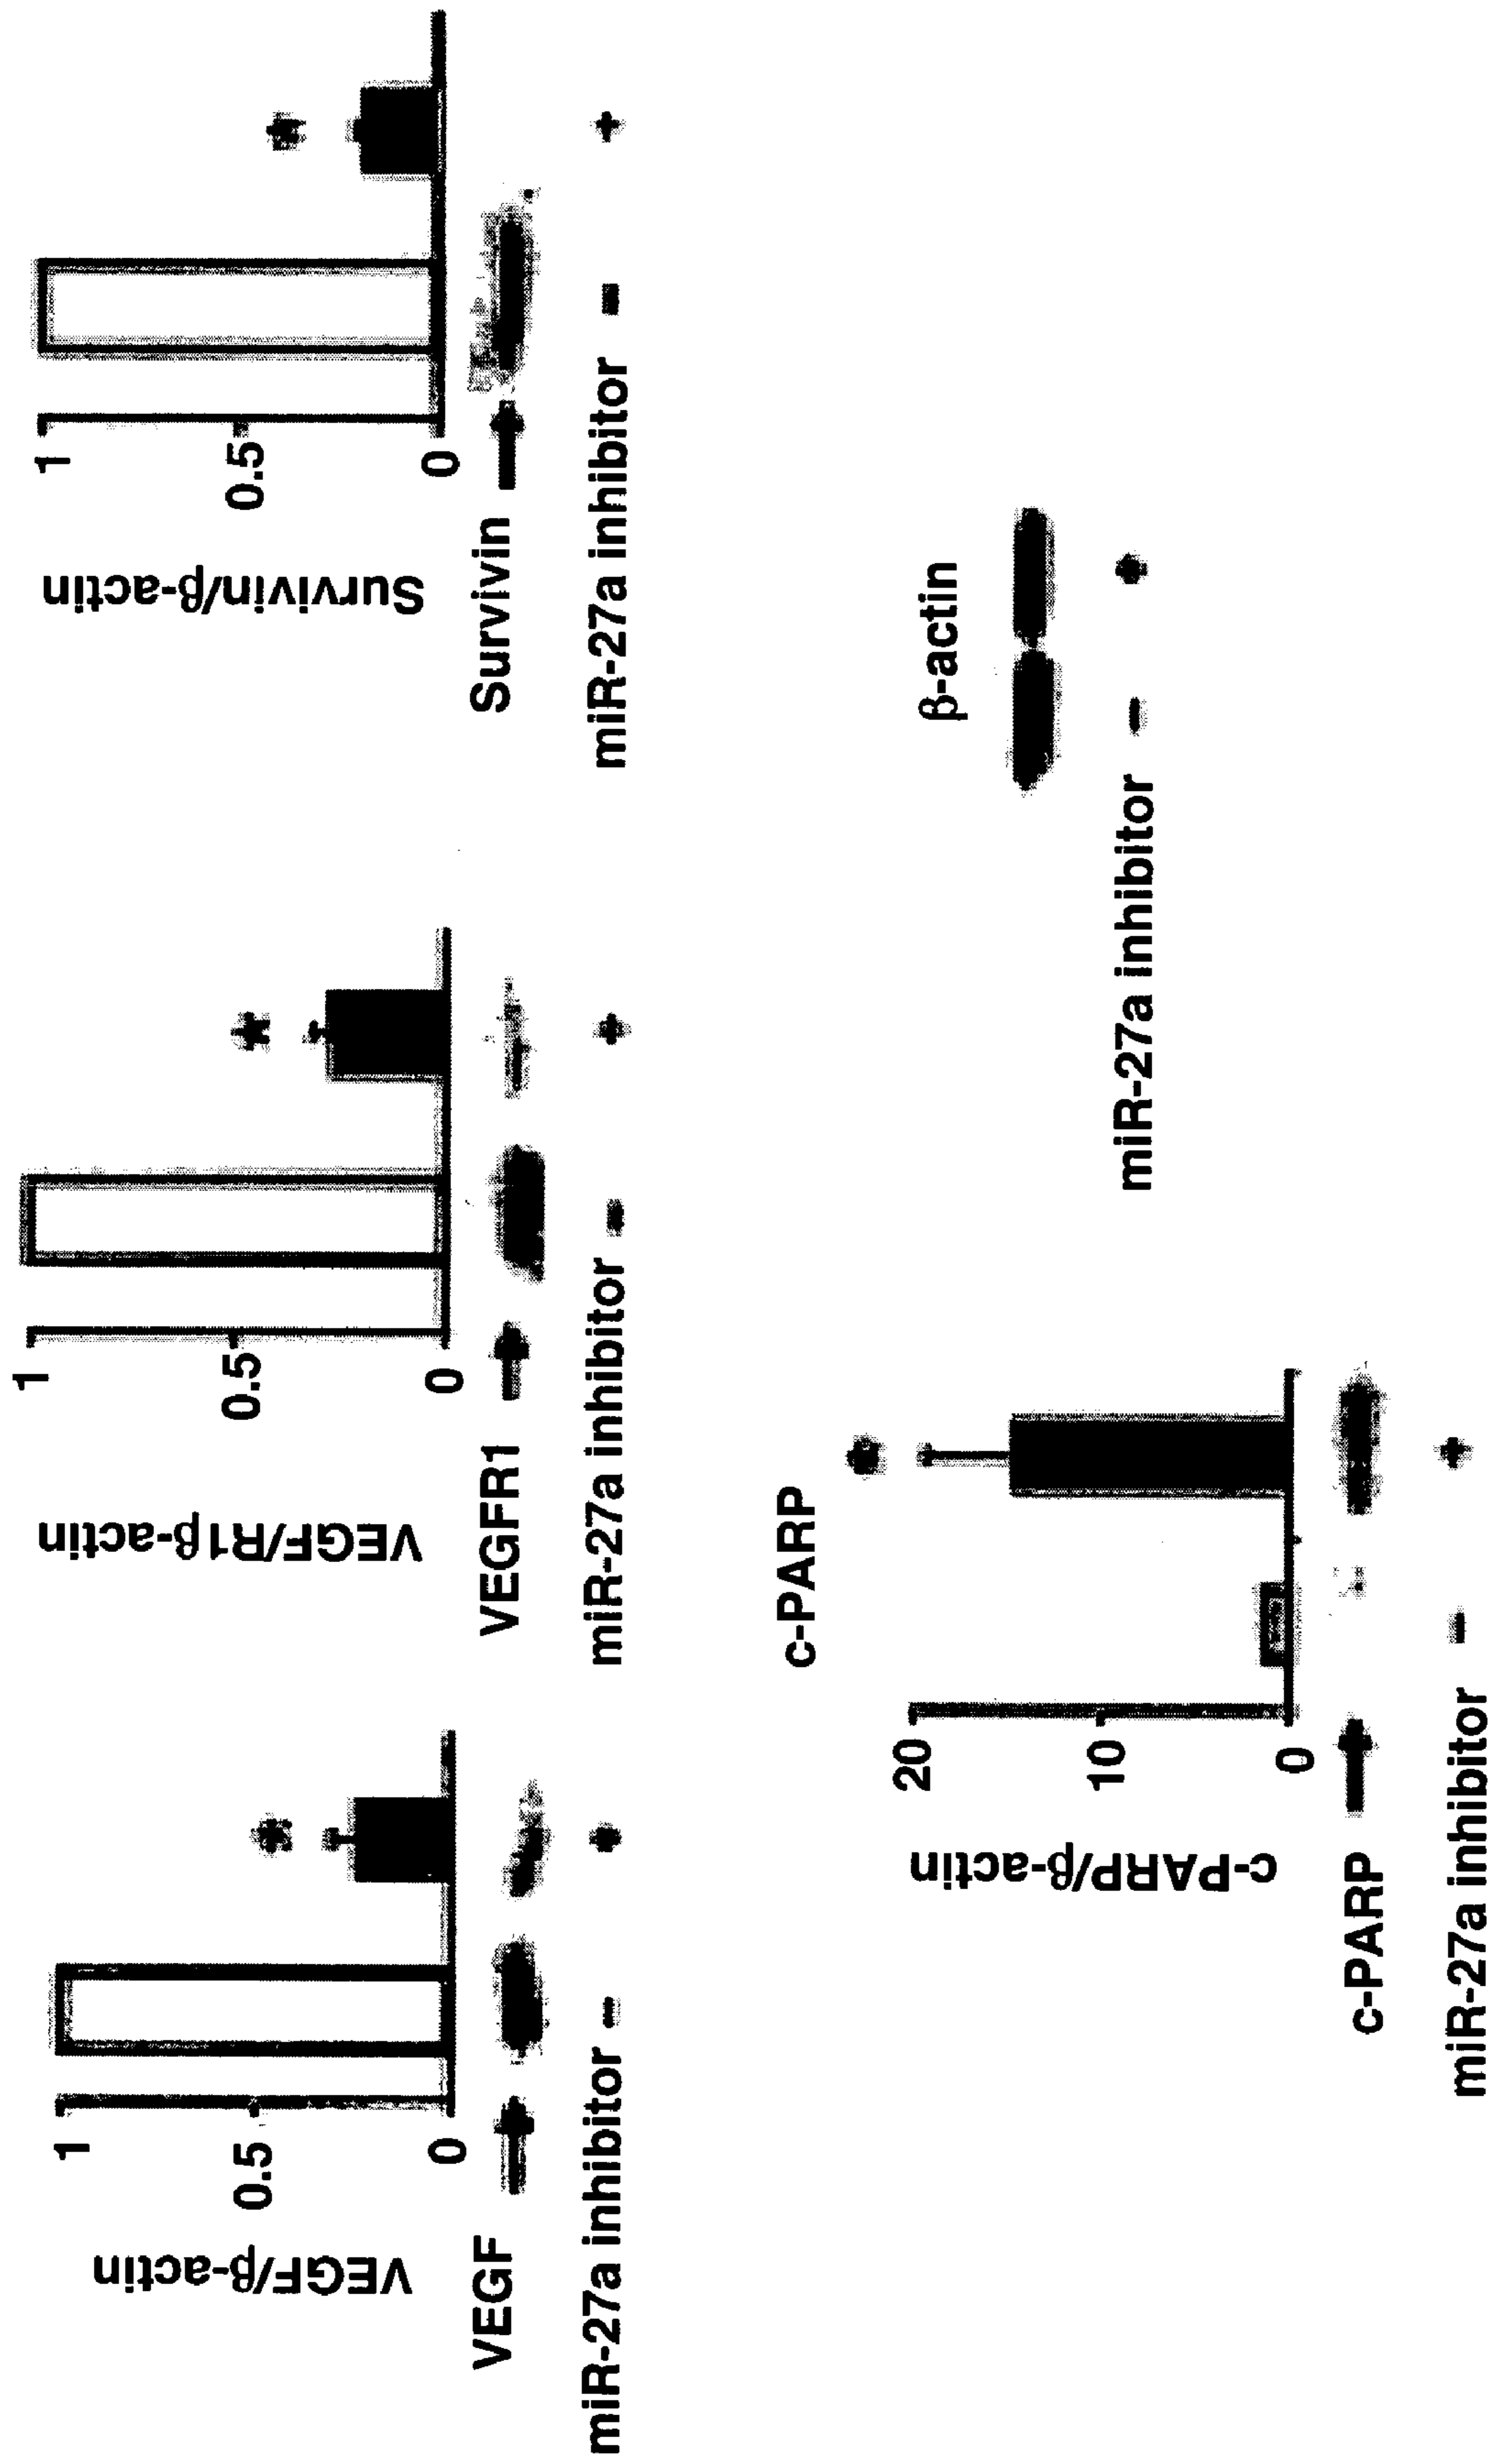 VEGF/β-actin
1
0.5
0
VEGF
miR-27a inhibitor - +
*
VEGF/R1β-actin
1
0.5
0
VEGFR1
miR-27a inhibitor - +
*
Survivin/β-actin
1
0.5
0
Survivin
miR-27a inhibitor - +
*
c-PARP
c-PARP/β-actin
20
10
0
c-PARP
miR-27a inhibitor - +
*
β-actin
miR-27a inhibitor - +